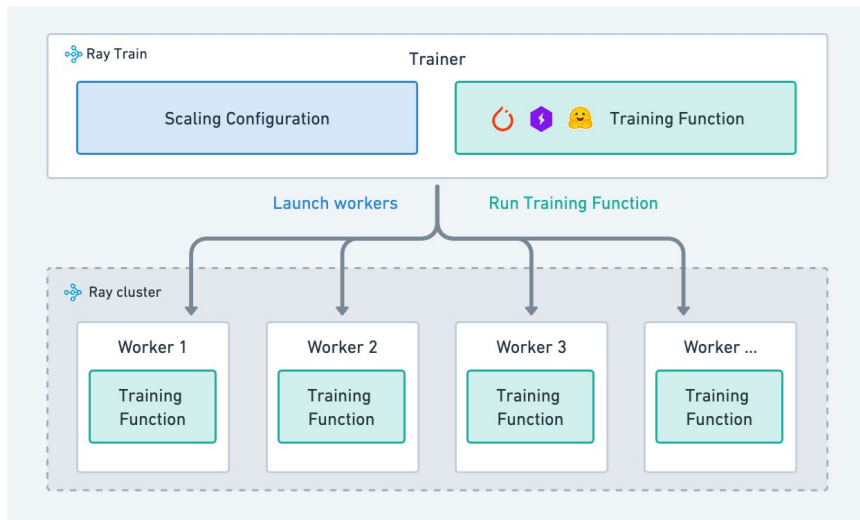 Ray Train
Trainer
Scaling Configuration
Training Function
Launch workers
Run Training Function
Ray cluster
Worker 1
Training
Function
Worker 2
Training
Function
Worker 3
Training
Function
Worker ...
Training
Function